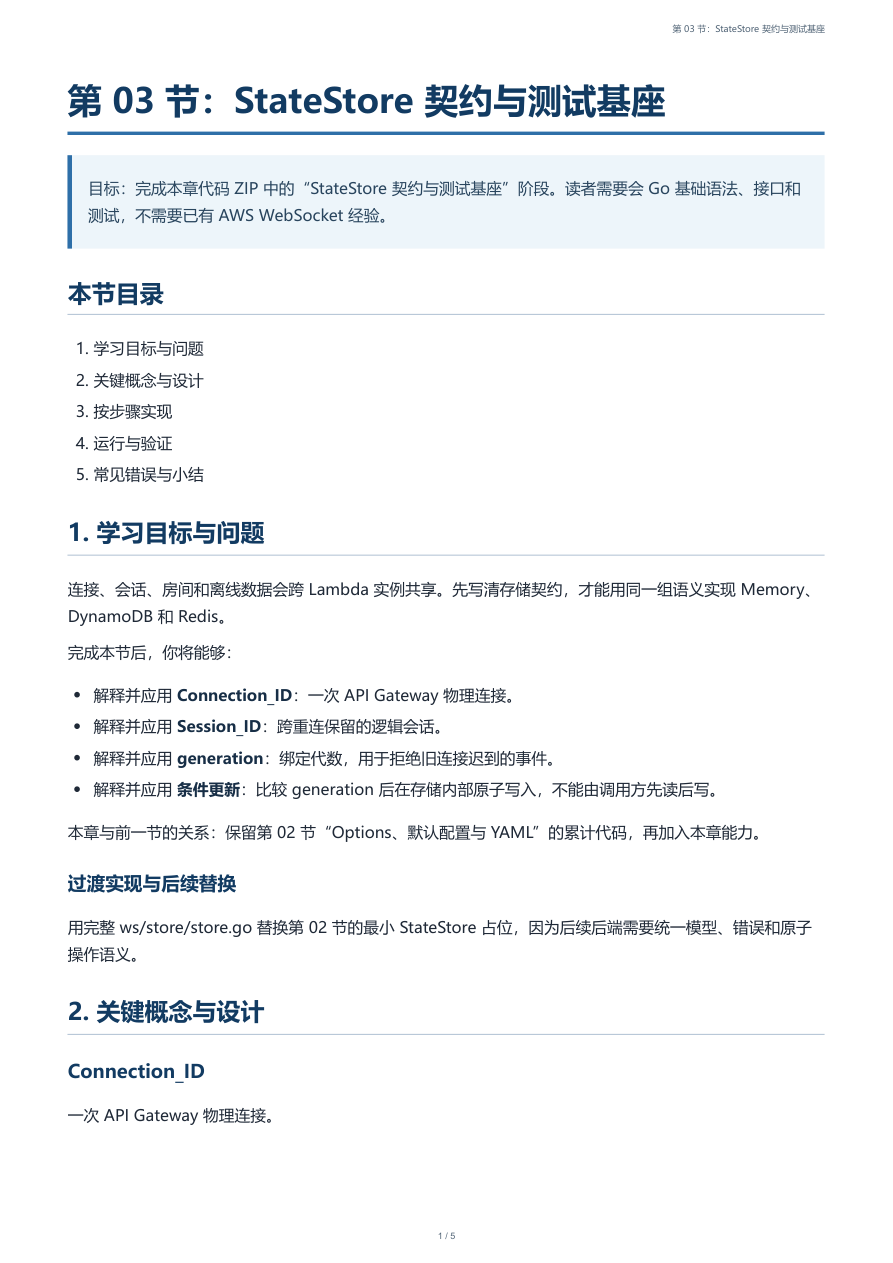 第 03 节：StateStore 契约与测试基座
第 03 节：StateStore 契约与测试基座
目标：完成本章代码 ZIP 中的“StateStore 契约与测试基座”阶段。读者需要会 Go 基础语法、接口和
测试，不需要已有 AWS WebSocket 经验。
本节目录
1. 学习目标与问题
2. 关键概念与设计
3. 按步骤实现
4. 运行与验证
5. 常见错误与小结
1. 学习目标与问题
连接、会话、房间和离线数据会跨 Lambda 实例共享。先写清存储契约，才能用同一组语义实现 Memory、
DynamoDB 和 Redis。
完成本节后，你将能够：
• 解释并应用 Connection_ID：一次 API Gateway 物理连接。
• 解释并应用 Session_ID：跨重连保留的逻辑会话。
• 解释并应用 generation：绑定代数，用于拒绝旧连接迟到的事件。
• 解释并应用 条件更新：比较 generation 后在存储内部原子写入，不能由调用方先读后写。
本章与前一节的关系：保留第 02 节“Options、默认配置与 YAML”的累计代码，再加入本章能力。
过渡实现与后续替换
用完整 ws/store/store.go 替换第 02 节的最小 StateStore 占位，因为后续后端需要统一模型、错误和原子
操作语义。
2. 关键概念与设计
Connection_ID
一次 API Gateway 物理连接。
1 / 5